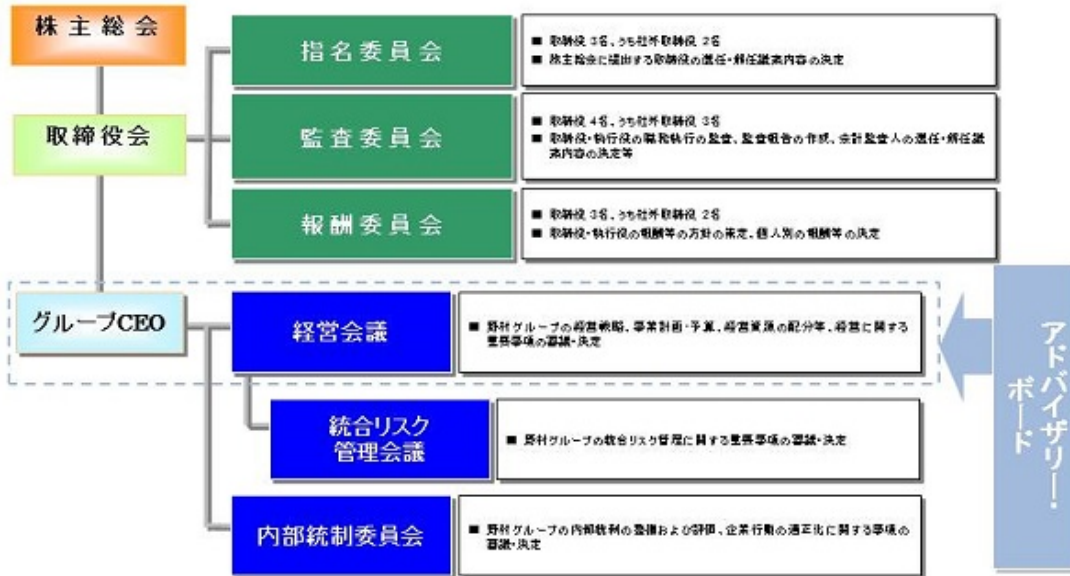 株主総会
取締役会
指名委員会
■ 取締役 3名、うち社外取締役 2名
■ 株主総会に提出する取締役の選任・解任議案内容の決定
監査委員会
■ 取締役 4名、うち社外取締役 3名
■ 取締役・執行役の職務執行の監査、監査報告の作成、会計監査人の選任・解任議
案内容の決定等
報酬委員会
■ 取締役 3名、うち社外取締役 2名
■ 取締役・執行役の報酬等の方針の策定、個人別の報酬等の決定
グループCEO
経営会議
■ 野村グループの経営戦略、事業計画・予算、経営資源の配分等、経営に関する
重要事項の審議・決定
統合リスク
管理会議
■ 野村グループの統合リスク管理に関する重要事項の審議・決定
内部統制委員会
■ 野村グループの内部統制の整備および評価、企業行動の適正化に関する事項の
審議・決定
アドバイザリー・
ボード